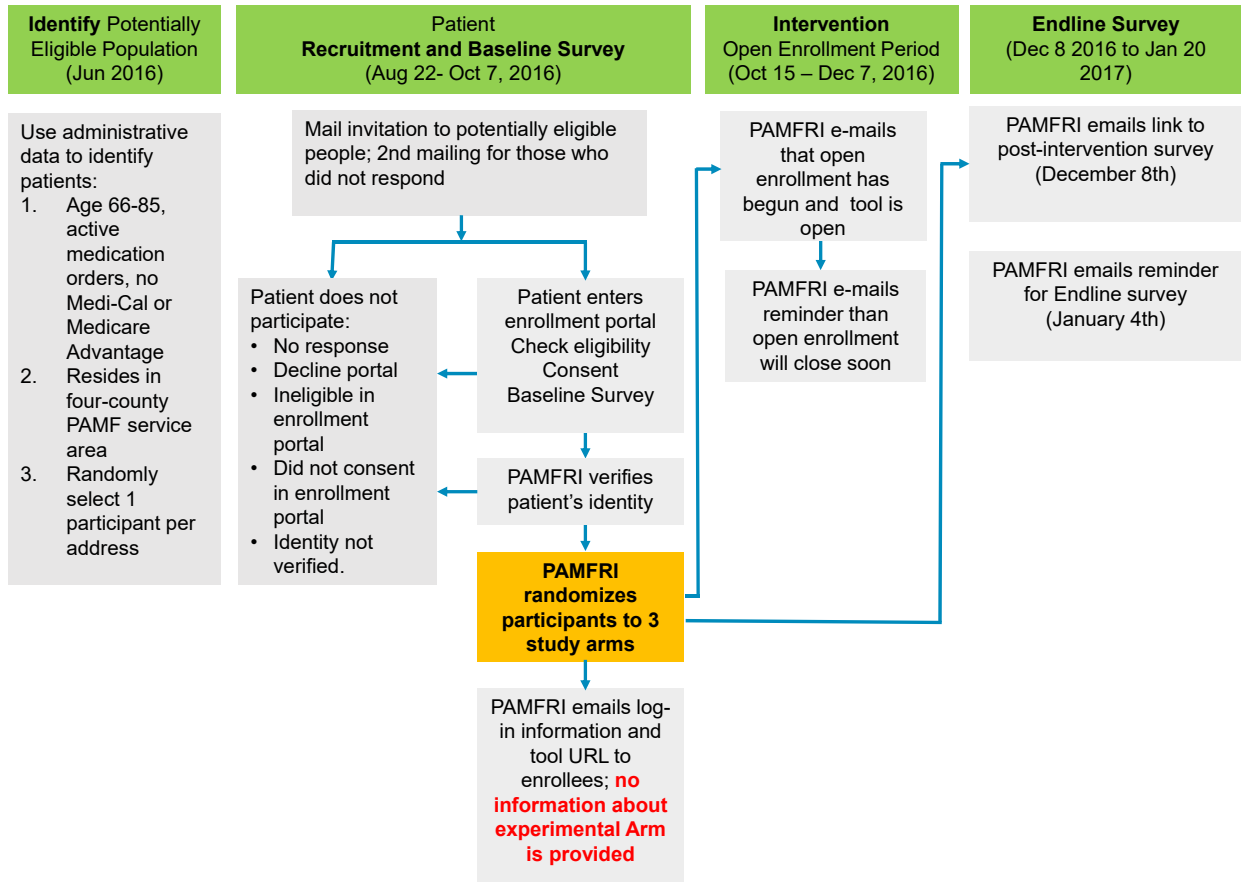 Identify Potentially
Eligible Population
(Jun 2016)
Patient
Recruitment and Baseline Survey
(Aug 22- Oct 7, 2016)
Intervention
Open Enrollment Period
(Oct 15 – Dec 7, 2016)
Endline Survey
(Dec 8 2016 to Jan 20
2017)
Use administrative
data to identify
patients:
1. Age 66-85,
active
medication
orders, no
Medi-Cal or
Medicare
Advantage
2. Resides in
four-county
PAMF service
area
3. Randomly
select 1
participant per
address
Mail invitation to potentially eligible
people; 2nd mailing for those who
did not respond
Patient does not
participate:
• No response
• Decline portal
• Ineligible in
enrollment
portal
• Did not consent
in enrollment
portal
• Identity not
verified.
Patient enters
enrollment portal
Check eligibility
Consent
Baseline Survey
PAMFRI verifies
patient's identity
PAMFRI
randomizes
participants to 3
study arms
PAMFRI emails log-
in information and
tool URL to
enrollees; no
information about
experimental Arm
is provided
PAMFRI e-mails
that open
enrollment has
begun and tool is
open
PAMFRI e-mails
reminder than
open enrollment
will close soon
PAMFRI emails link to
post-intervention survey
(December 8th)
PAMFRI emails reminder
for Endline survey
(January 4th)